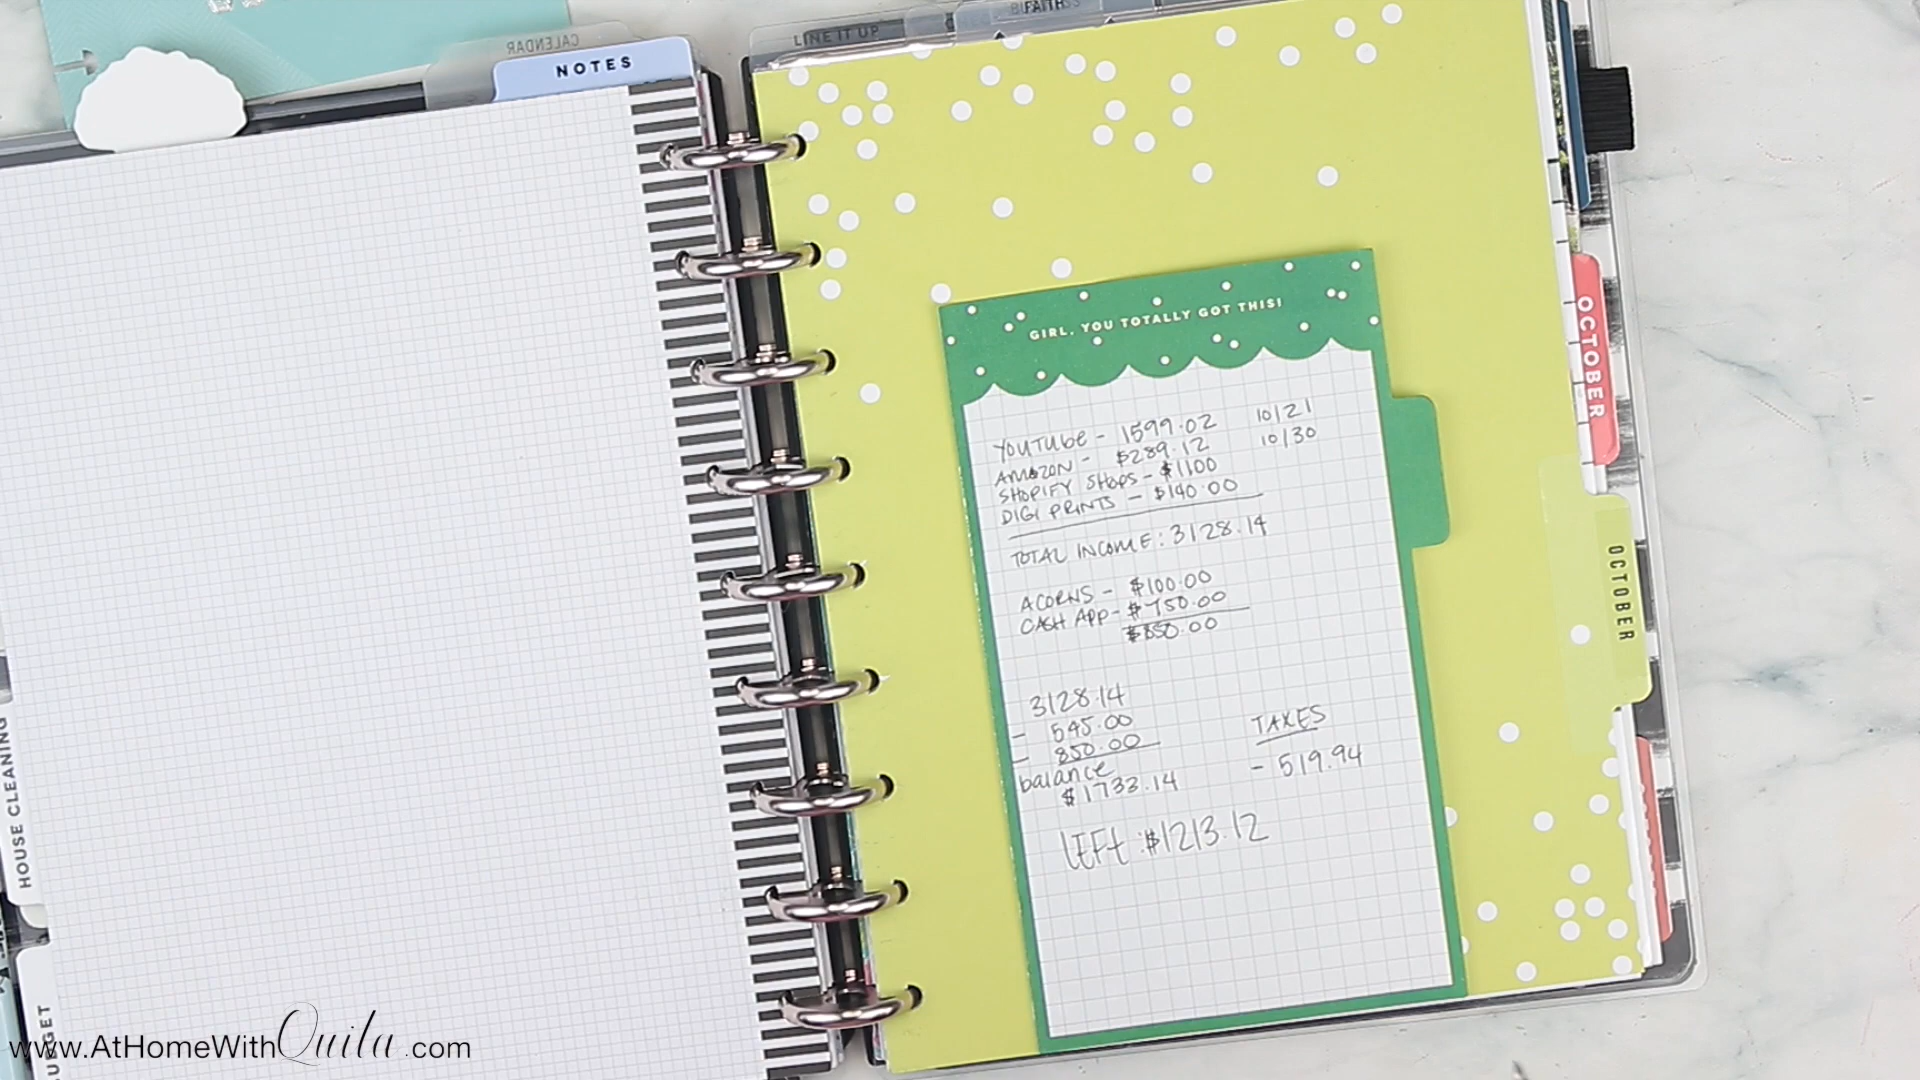 CALENDAR
NOTES
LINE IT UP
FAITH
GIRL, YOU TOTALLY GOT THIS!
YOUTUbe - 1599.02 10/21
AMAZON - $289.12 10/30
SHOPIFY SHOPS - $1100
DIGI PRINTS - $140.00
TOTAL INCOME: 3128.14
ACORNS - $100.00
CASH APP - $750.00
$850.00
3128.14
- 545.00
- 850.00
balance
$1733.14
TAXES
- 519.94
LEFT: $1213.12
OCTOBER
OCTOBER
HOUSE CLEANING
www.AtHomeWithQuila.com